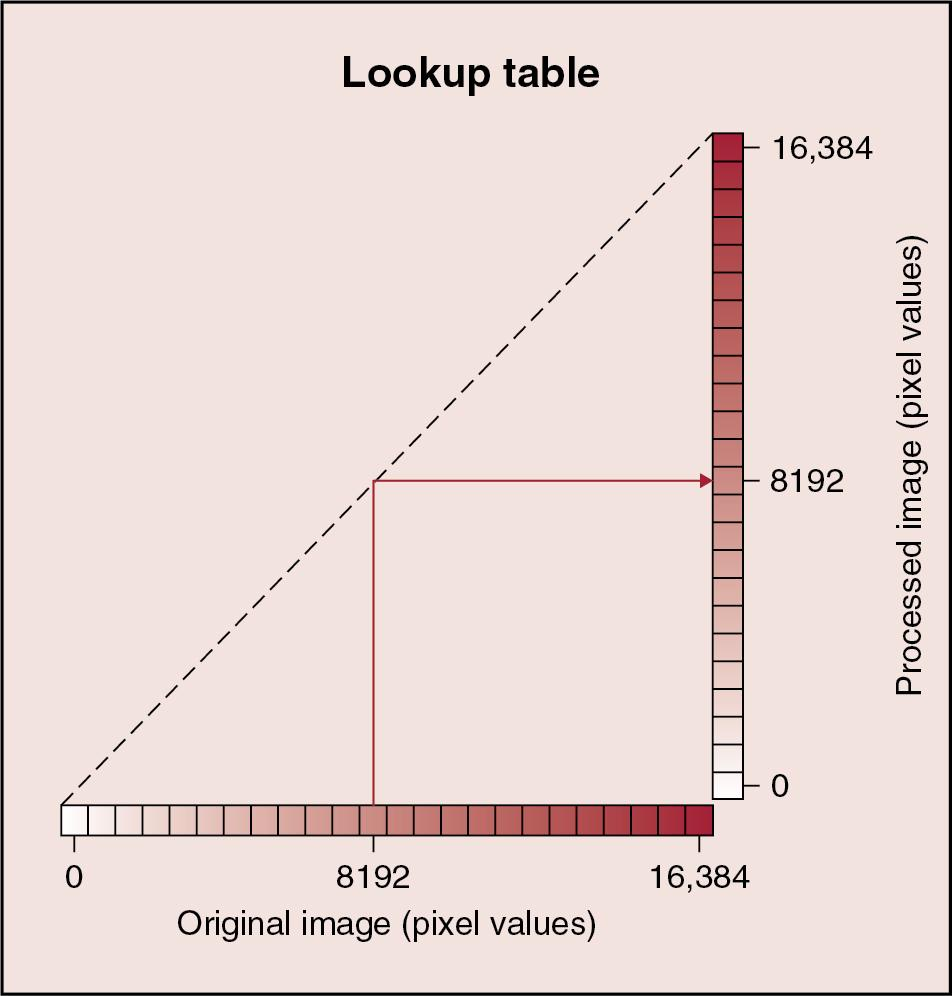 Lookup table
16,384
8192
0
Processed image (pixel values)
0
8192
16,384
Original image (pixel values)